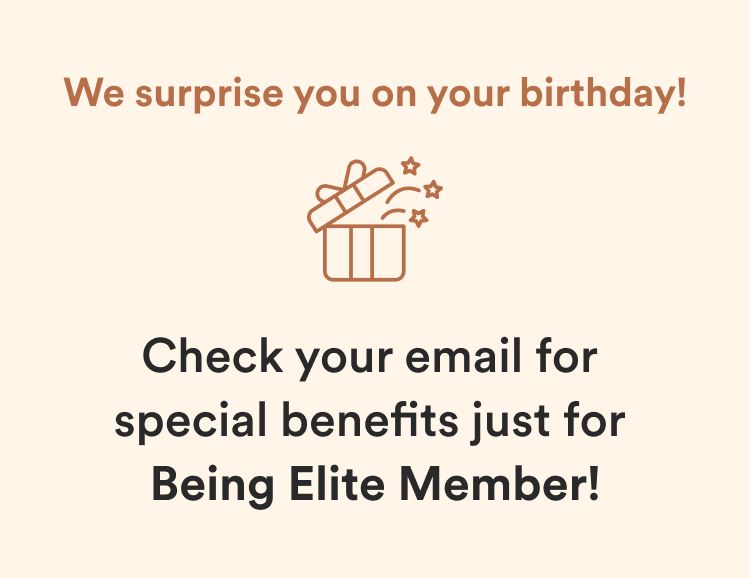 We surprise you on your birthday!
Check your email for
special benefits just for
Being Elite Member!